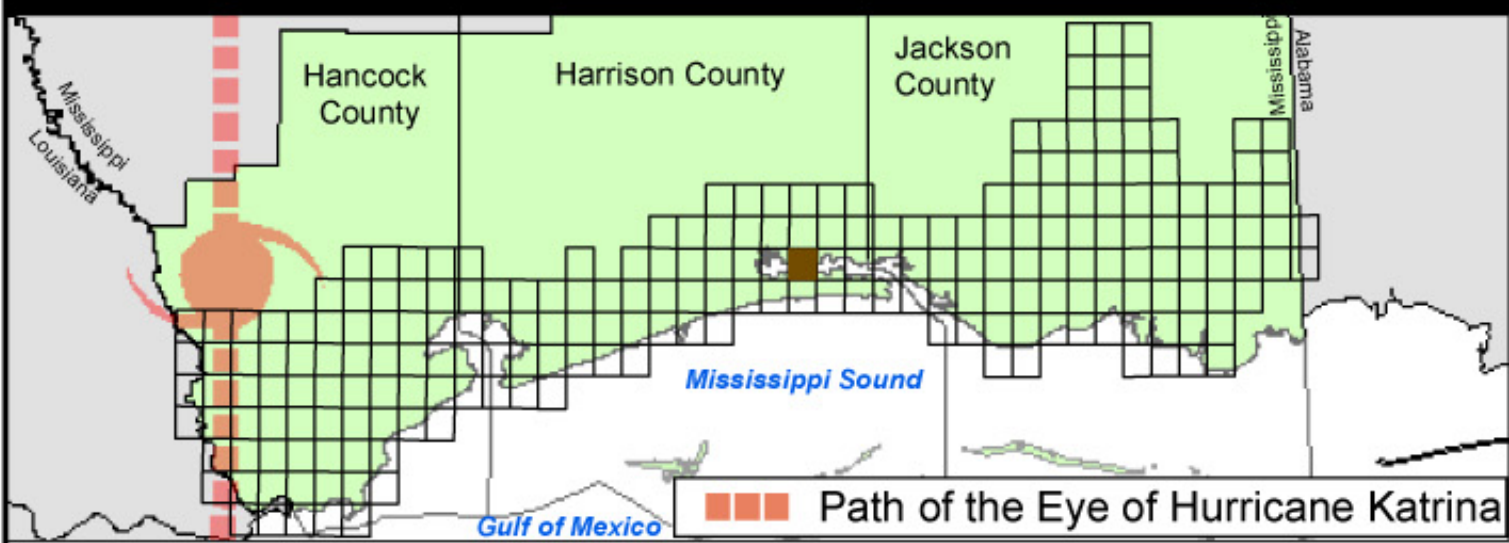 Hancock
County
Harrison County
Jackson
County
Mississipp
Alabama
Mississippi
Louisiana
Mississippi Sound
Gulf of Mexico
Path of the Eye of Hurricane Katrina